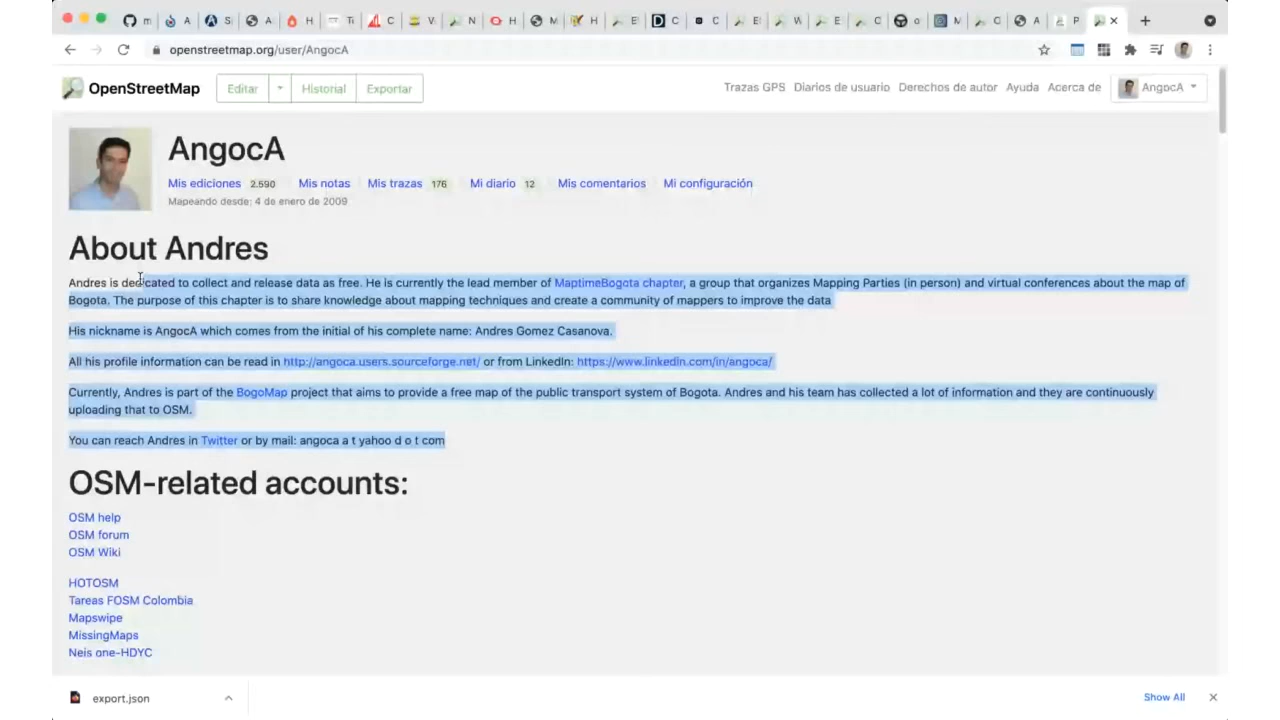 openstreetmap.org/user/AngocA
OpenStreetMap Editar Historial Exportar Trazas GPS Diarios de usuario Derechos de autor Ayuda Acerca de AngocA
AngocA
Mis ediciones 2.590 Mis notas Mis trazas 176 Mi diario 12 Mis comentarios Mi configuración
Mapeando desde: 4 de enero de 2009
About Andres
Andres is dedicated to collect and release data as free. He is currently the lead member of MaptimeBogota chapter, a group that organizes Mapping Parties (in person) and virtual conferences about the map of
Bogota. The purpose of this chapter is to share knowledge about mapping techniques and create a community of mappers to improve the data
His nickname is AngocA which comes from the initial of his complete name: Andres Gomez Casanova.
All his profile information can be read in http://angoca.users.sourceforge.net/ or from LinkedIn: https://www.linkedin.com/in/angoca/
Currently, Andres is part of the BogoMap project that aims to provide a free map of the public transport system of Bogota. Andres and his team has collected a lot of information and they are continuously
uploading that to OSM.
You can reach Andres in Twitter or by mail: angoca a t yahoo d o t com
OSM-related accounts:
OSM help
OSM forum
OSM Wiki
HOTOSM
Tareas FOSM Colombia
Mapswipe
MissingMaps
Neis one-HDYC
export.json Show All